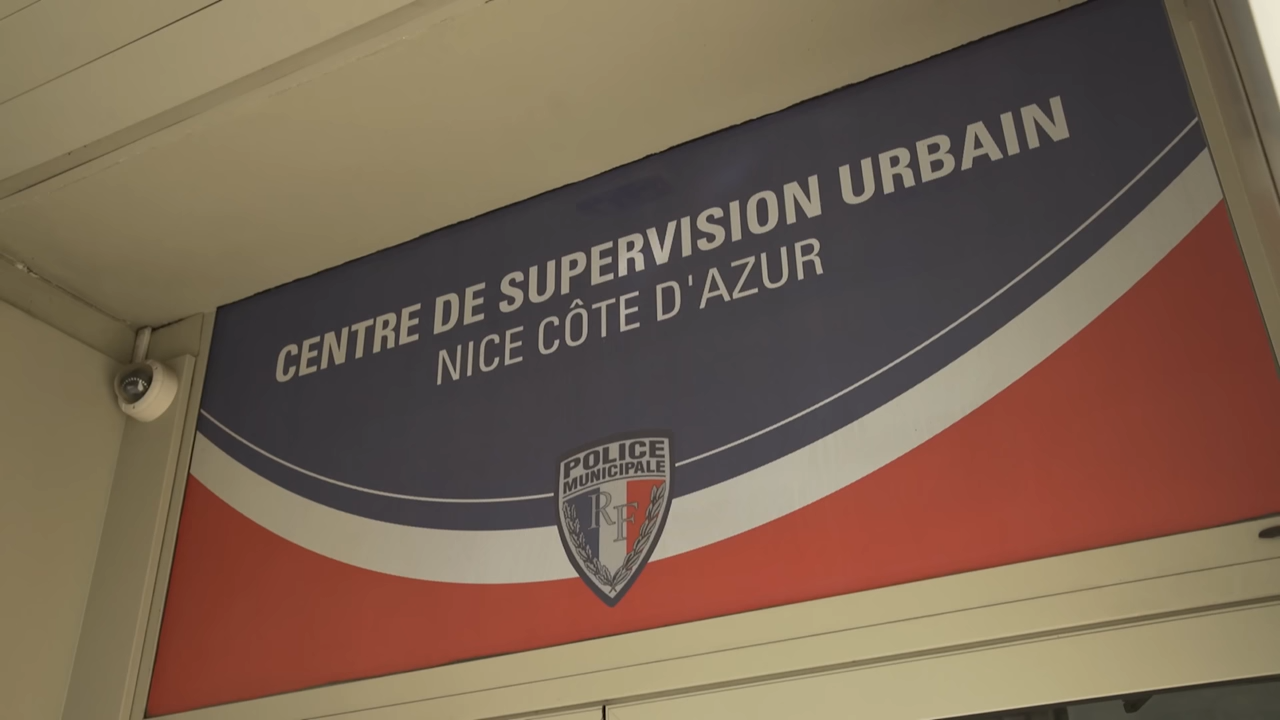 CENTRE DE SUPERVISION URBAIN
NICE CÔTE D'AZUR
POLICE
MUNICIPALE
RF